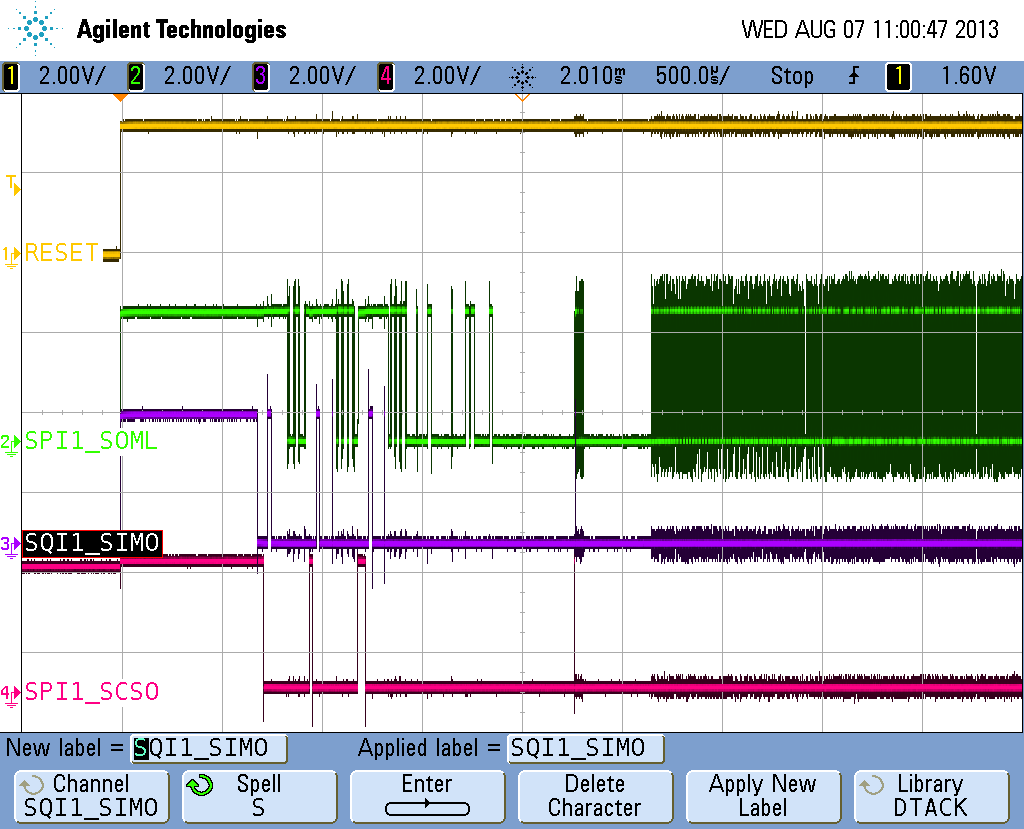 Agilent Technologies WED AUG 07 11:00:47 2013
1 2.00V/ 2 2.00V/ 3 2.00V/ 4 2.00V/ 2.010ms 500.0us/ Stop 1 1.60V
T
1 RESET
2 SPI1_SOML
3 SQI1_SIMO
4 SPI1_SCSO
New label = SQI1_SIMO Applied label = SQI1_SIMO
Channel Spell Enter Delete Apply New Library
SQI1_SIMO S Character Label DTACK